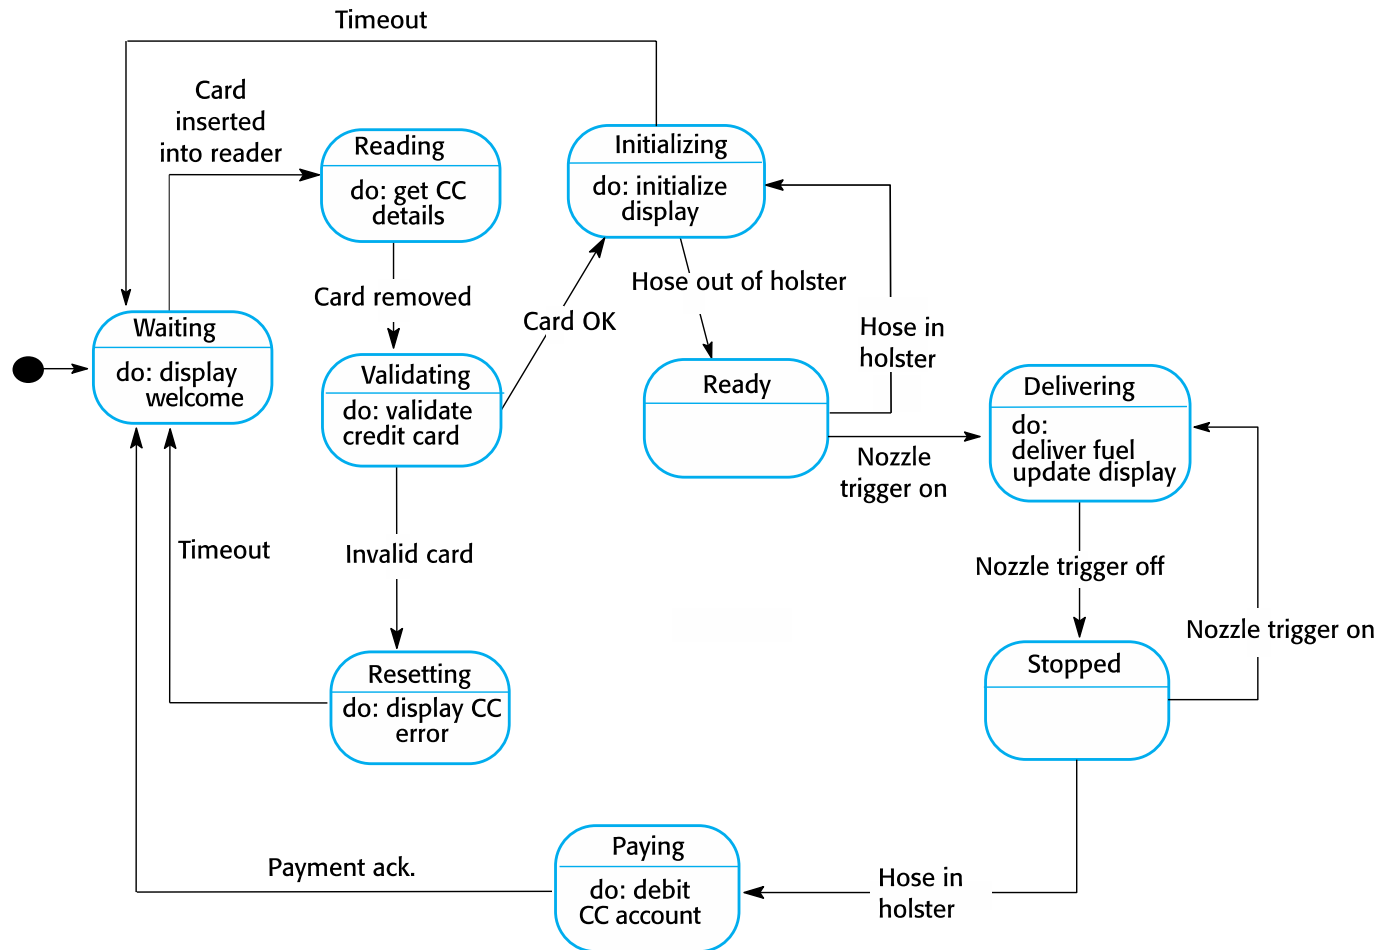 Timeout
Card
inserted
into reader
Reading
do: get CC
details
Initializing
do: initialize
display
Card removed
Hose out of holster
Card OK
Hose in
holster
Waiting
do: display
welcome
Validating
do: validate
credit card
Ready
Delivering
do:
deliver fuel
update display
Nozzle
trigger on
Timeout
Invalid card
Nozzle trigger off
Nozzle trigger on
Resetting
do: display CC
error
Stopped
Paying
do: debit
CC account
Payment ack.
Hose in
holster